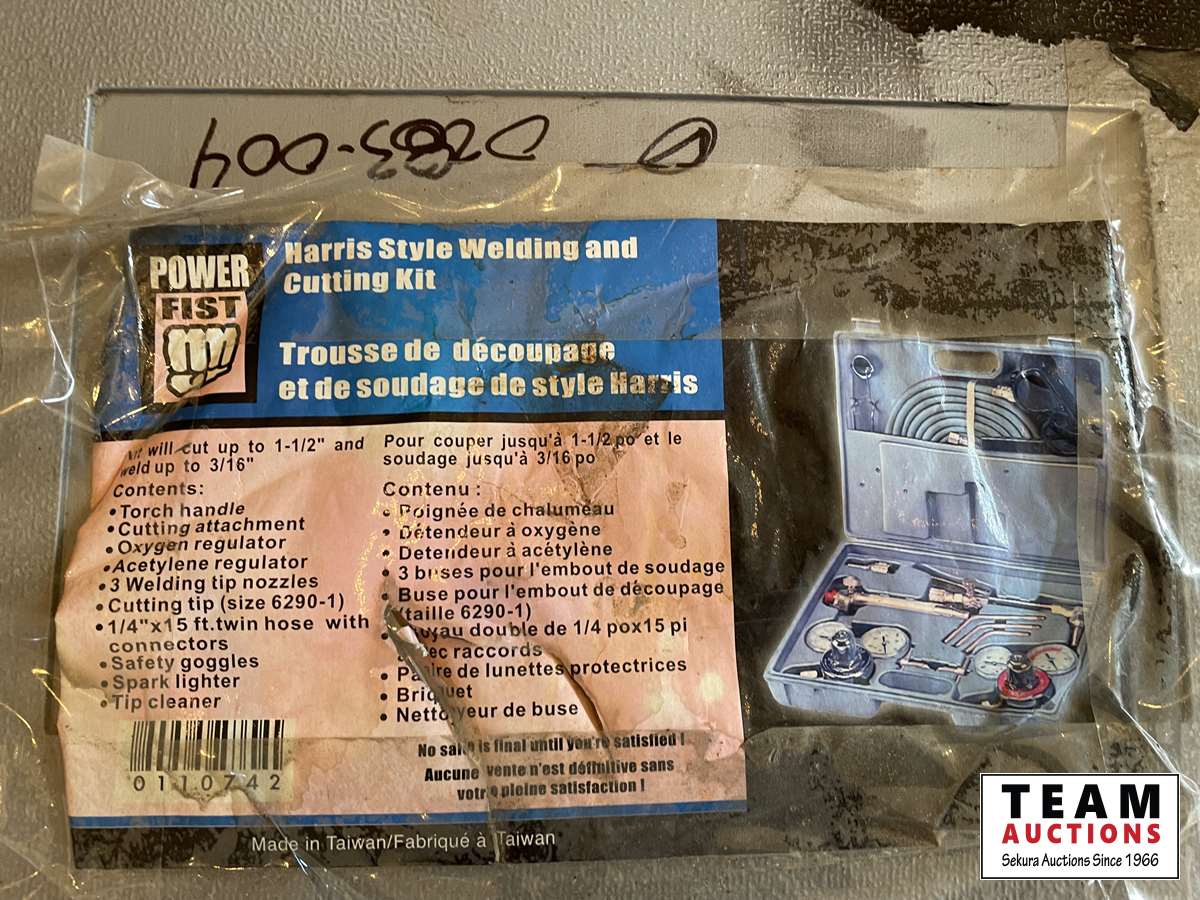 0283-004
POWER
FIST
Harris Style Welding and
Cutting Kit
Trousse de découpage
et de soudage de style Harris
Kit will cut up to 1-1/2" and
weld up to 3/16"
Contents:
•Torch handle
•Cutting attachment
•Oxygen regulator
•Acetylene regulator
•3 Welding tip nozzles
•Cutting tip (size 6290-1)
•1/4"x15 ft.twin hose with
connectors
•Safety goggles
•Spark lighter
•Tip cleaner
Pour couper jusqu'à 1-1/2 po et le
soudage jusqu'à 3/16 po
Contenu :
• Poignée de chalumeau
• Détendeur à oxygène
• Detendeur à acétylène
• 3 buses pour l'embout de soudage
• Buse pour l'embout de découpage
(taille 6290-1)
• Tuyau double de 1/4 pox15 pi
avec raccords
• Paire de lunettes protectrices
• Briquet
• Nettoyeur de buse
0110742
No sale is final until you're satisfied !
Aucune vente n'est définitive sans
votre pleine satisfaction !
Made in Taiwan/Fabriqué à Taiwan
TEAM
AUCTIONS
Sekura Auctions Since 1966